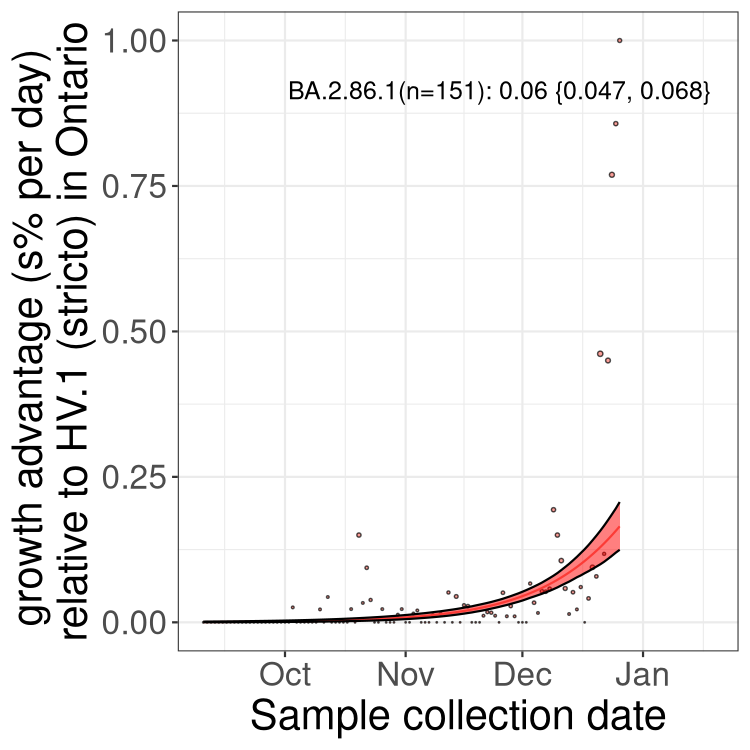 growth advantage (s% per day)
relative to HV.1 (stricto) in Ontario
1.00
0.75
0.50
0.25
0.00
BA.2.86.1(n=151): 0.06 {0.047, 0.068}
Oct Nov Dec Jan
Sample collection date